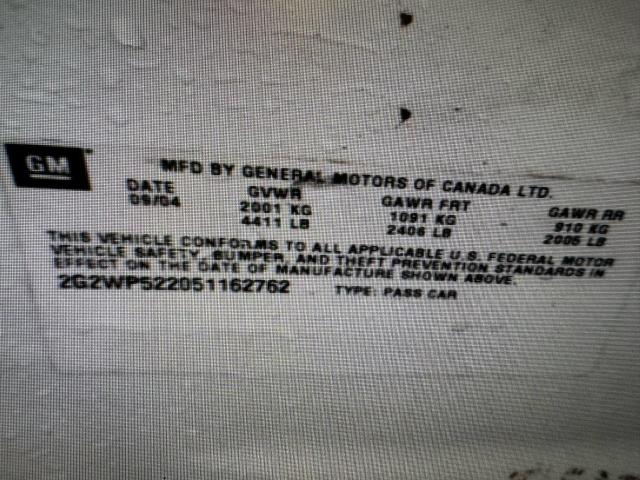 GM
MFD BY GENERAL MOTORS OF CANADA LTD.
DATE GVWR GAWR FRT GAWR RR
09/04 2001 KG 1091 KG 910 KG
4411 LB 2406 LB 2005 LB
THIS VEHICLE CONFORMS TO ALL APPLICABLE U.S. FEDERAL MOTOR
VEHICLE SAFETY, BUMPER, AND THEFT PREVENTION STANDARDS IN
EFFECT ON THE DATE OF MANUFACTURE SHOWN ABOVE.
2G2WP522051162762 TYPE: PASS CAR